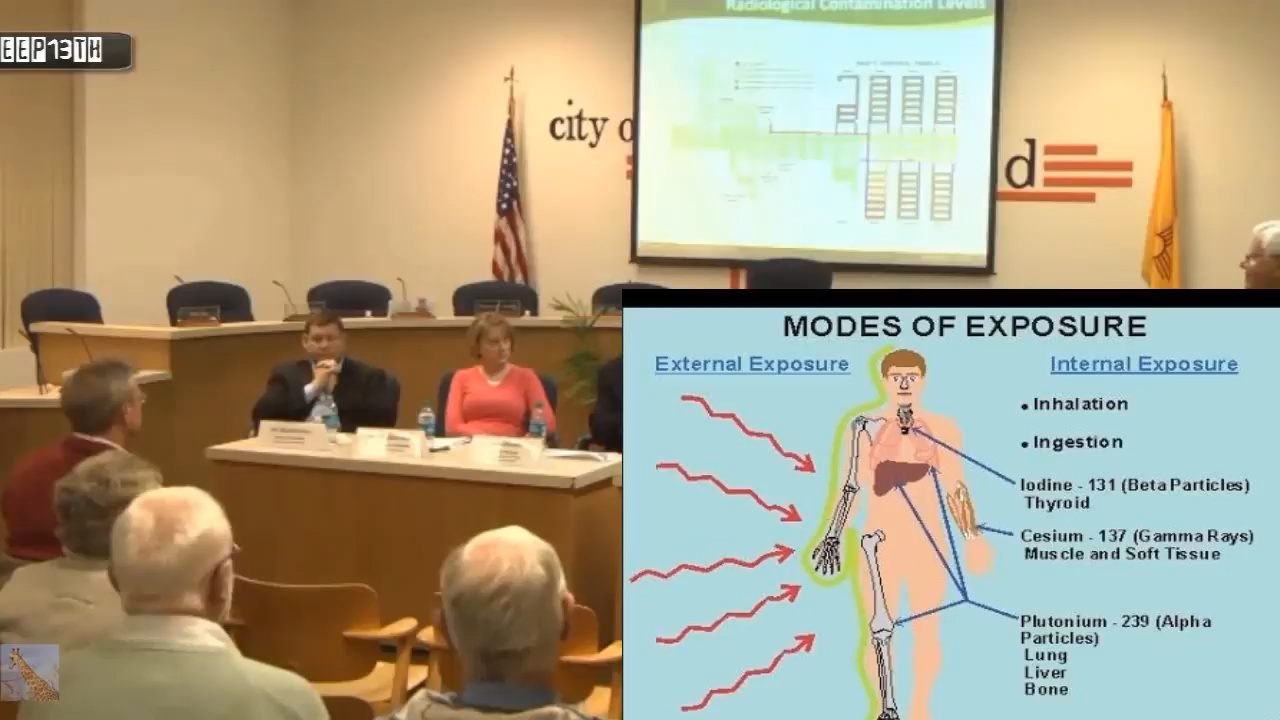 EEP13TH
Radiological Contamination Levels
city o
d
MODES OF EXPOSURE
External Exposure
Internal Exposure
• Inhalation
• Ingestion
Iodine - 131 (Beta Particles)
Thyroid
Cesium - 137 (Gamma Rays)
Muscle and Soft Tissue
Plutonium - 239 (Alpha
Particles)
Lung
Liver
Bone